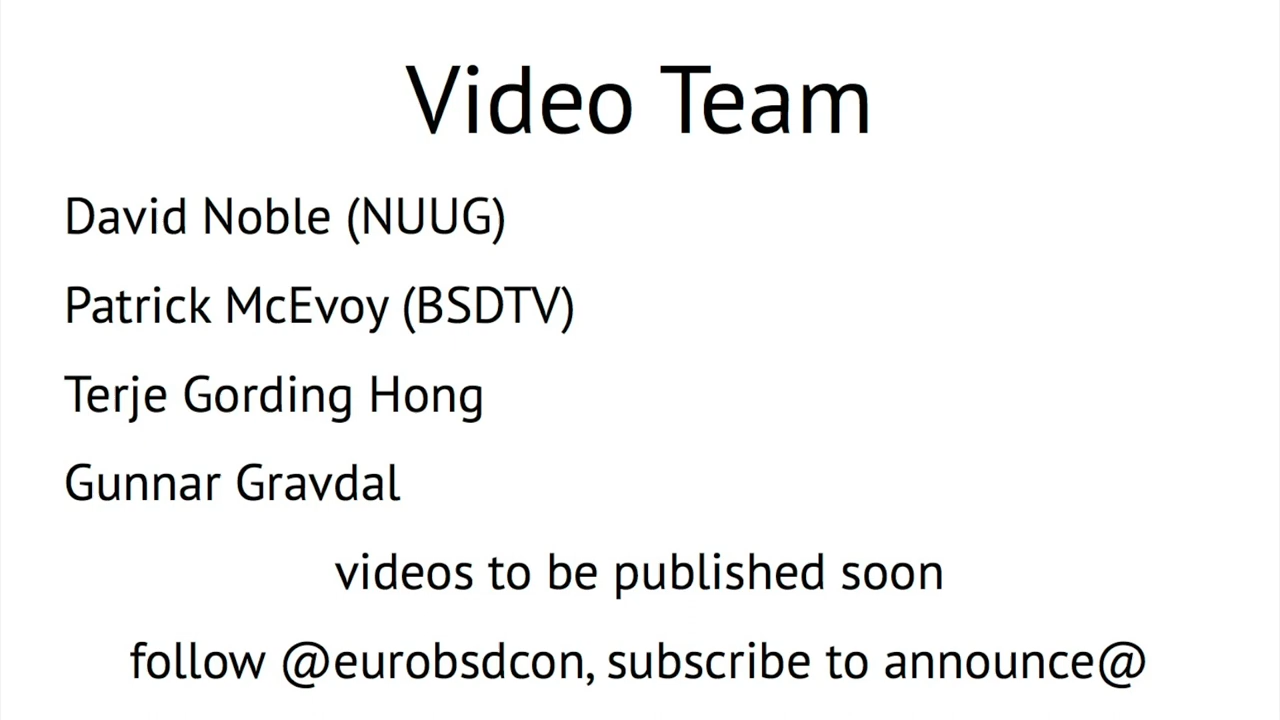 Video Team
David Noble (NUUG)
Patrick McEvoy (BSDTV)
Terje Gording Hong
Gunnar Gravdal
videos to be published soon
follow @eurobsdcon, subscribe to announce@